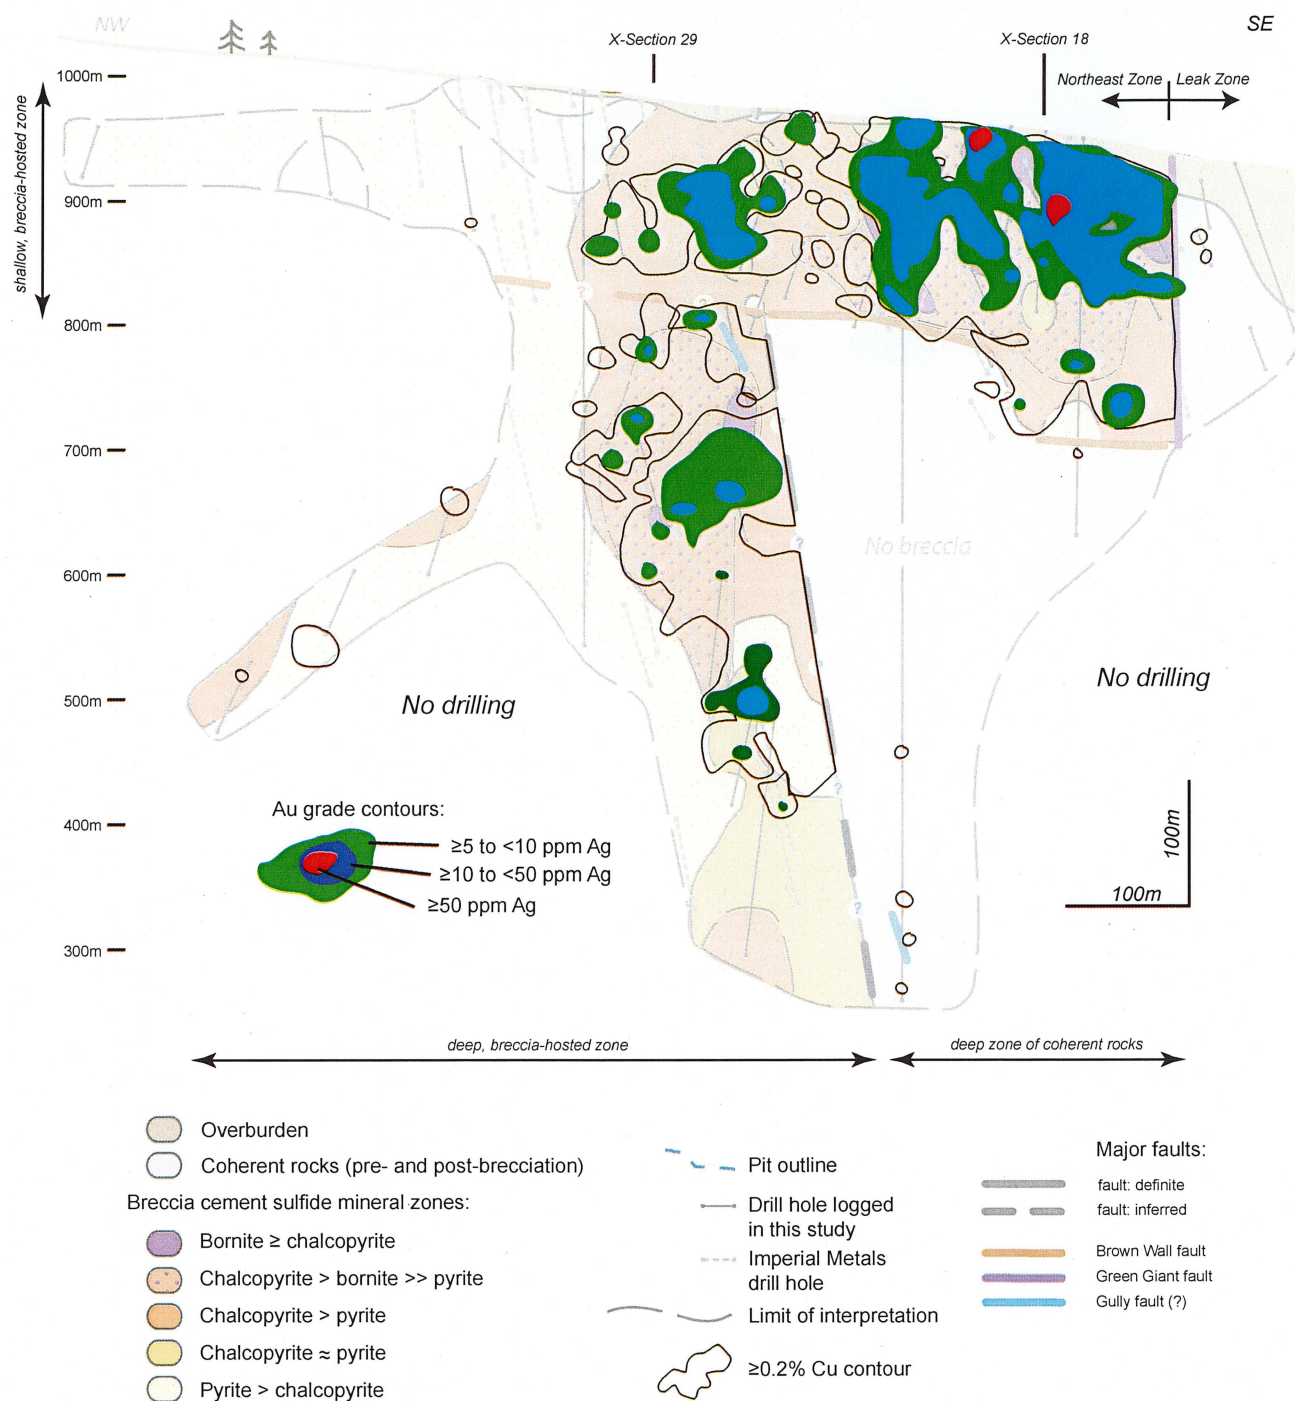 NW
SE
X-Section 29
X-Section 18
Northeast Zone
Leak Zone
1000m
900m
800m
700m
600m
500m
400m
300m
shallow, breccia-hosted zone
?
?
?
No breccia
?
?
?
No drilling
No drilling
Au grade contours:
≥5 to <10 ppm Ag
≥10 to <50 ppm Ag
≥50 ppm Ag
100m
100m
deep, breccia-hosted zone
deep zone of coherent rocks
Overburden
Coherent rocks (pre- and post-brecciation)
Breccia cement sulfide mineral zones:
Bornite ≥ chalcopyrite
Chalcopyrite > bornite >> pyrite
Chalcopyrite > pyrite
Chalcopyrite ≈ pyrite
Pyrite > chalcopyrite
Pit outline
Drill hole logged
in this study
Imperial Metals
drill hole
Limit of interpretation
≥0.2% Cu contour
Major faults:
fault: definite
fault: inferred
Brown Wall fault
Green Giant fault
Gully fault (?)